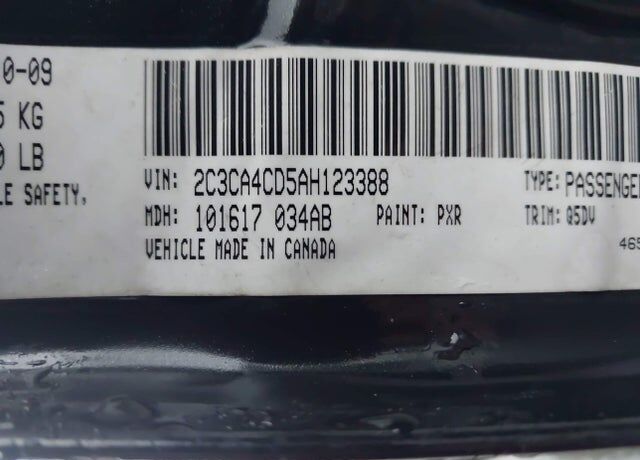 0-09
5 KG
0 LB
LE SAFETY,
VIN: 2C3CA4CD5AH123388
TYPE: PASSENGE
MDH: 101617 034AB
PAINT: PXR
TRIM: Q5DV
VEHICLE MADE IN CANADA
465